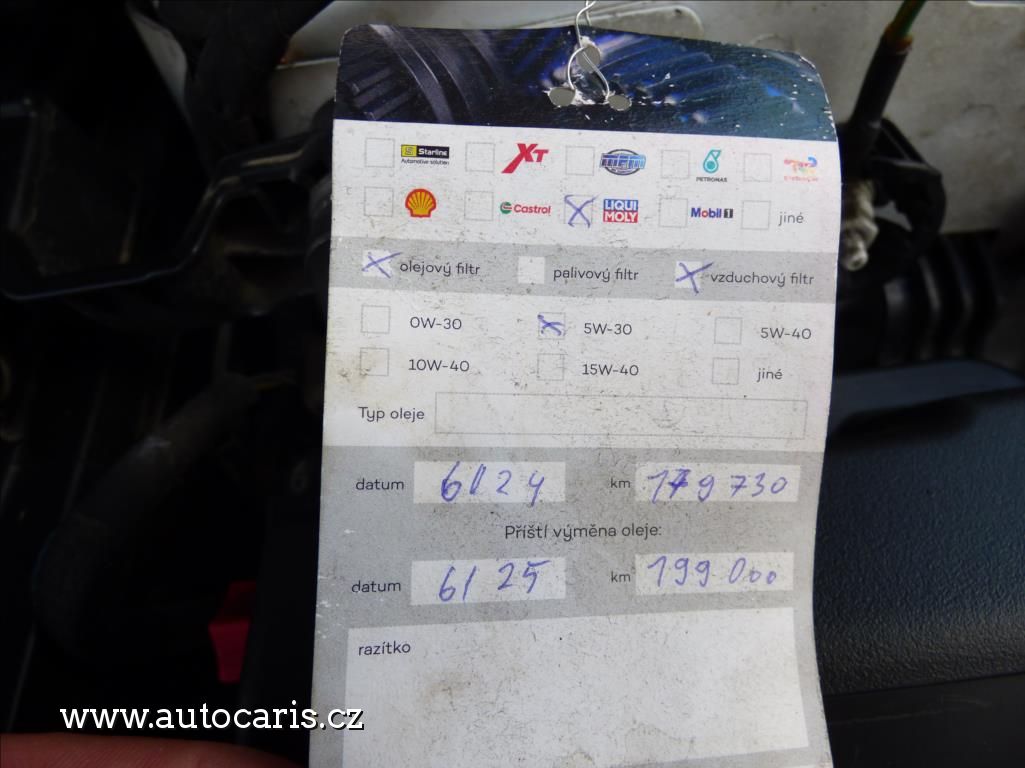 Starline XT MGM PETRONAS
Automotive solution
Shell Castrol LIQUI MOLY Mobil 1 jiné
olejový filtr palivový filtr vzduchový filtr
0W-30 5W-30 5W-40
10W-40 15W-40 jiné
Typ oleje
datum 6/24 km 179 730
Příští výměna oleje:
datum 6/25 km 199 000
razítko
www.autocaris.cz